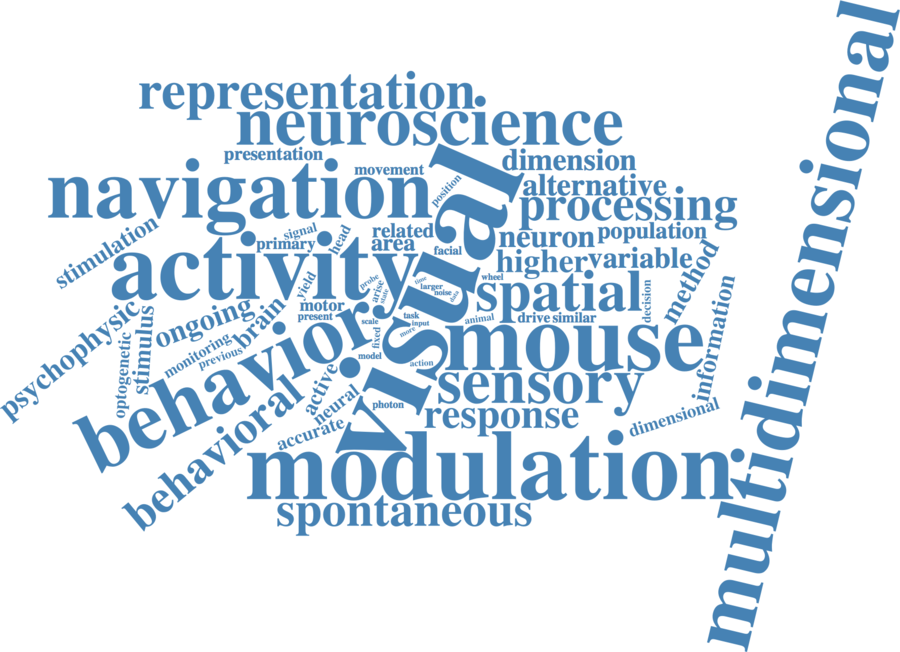 multidimensional
representation
neuroscience
presentation
movement
dimension
navigation
position
alternative
visual
processing
stimulation
signal
primary
head
related
area
facial
neuron
population
activity
higher
variable
method
yield
probe
arise
state
time
larger
noise
data
wheel
spatial
decision
information
psychophysic
optogenetic
stimulus
ongoing
brain
motor
present
scale
fixed
task
input
more
animal
drive
similar
monitoring
previous
behavior
model
action
mouse
sensory
behavioral
active
neural
accurate
photon
response
dimensional
modulation
spontaneous